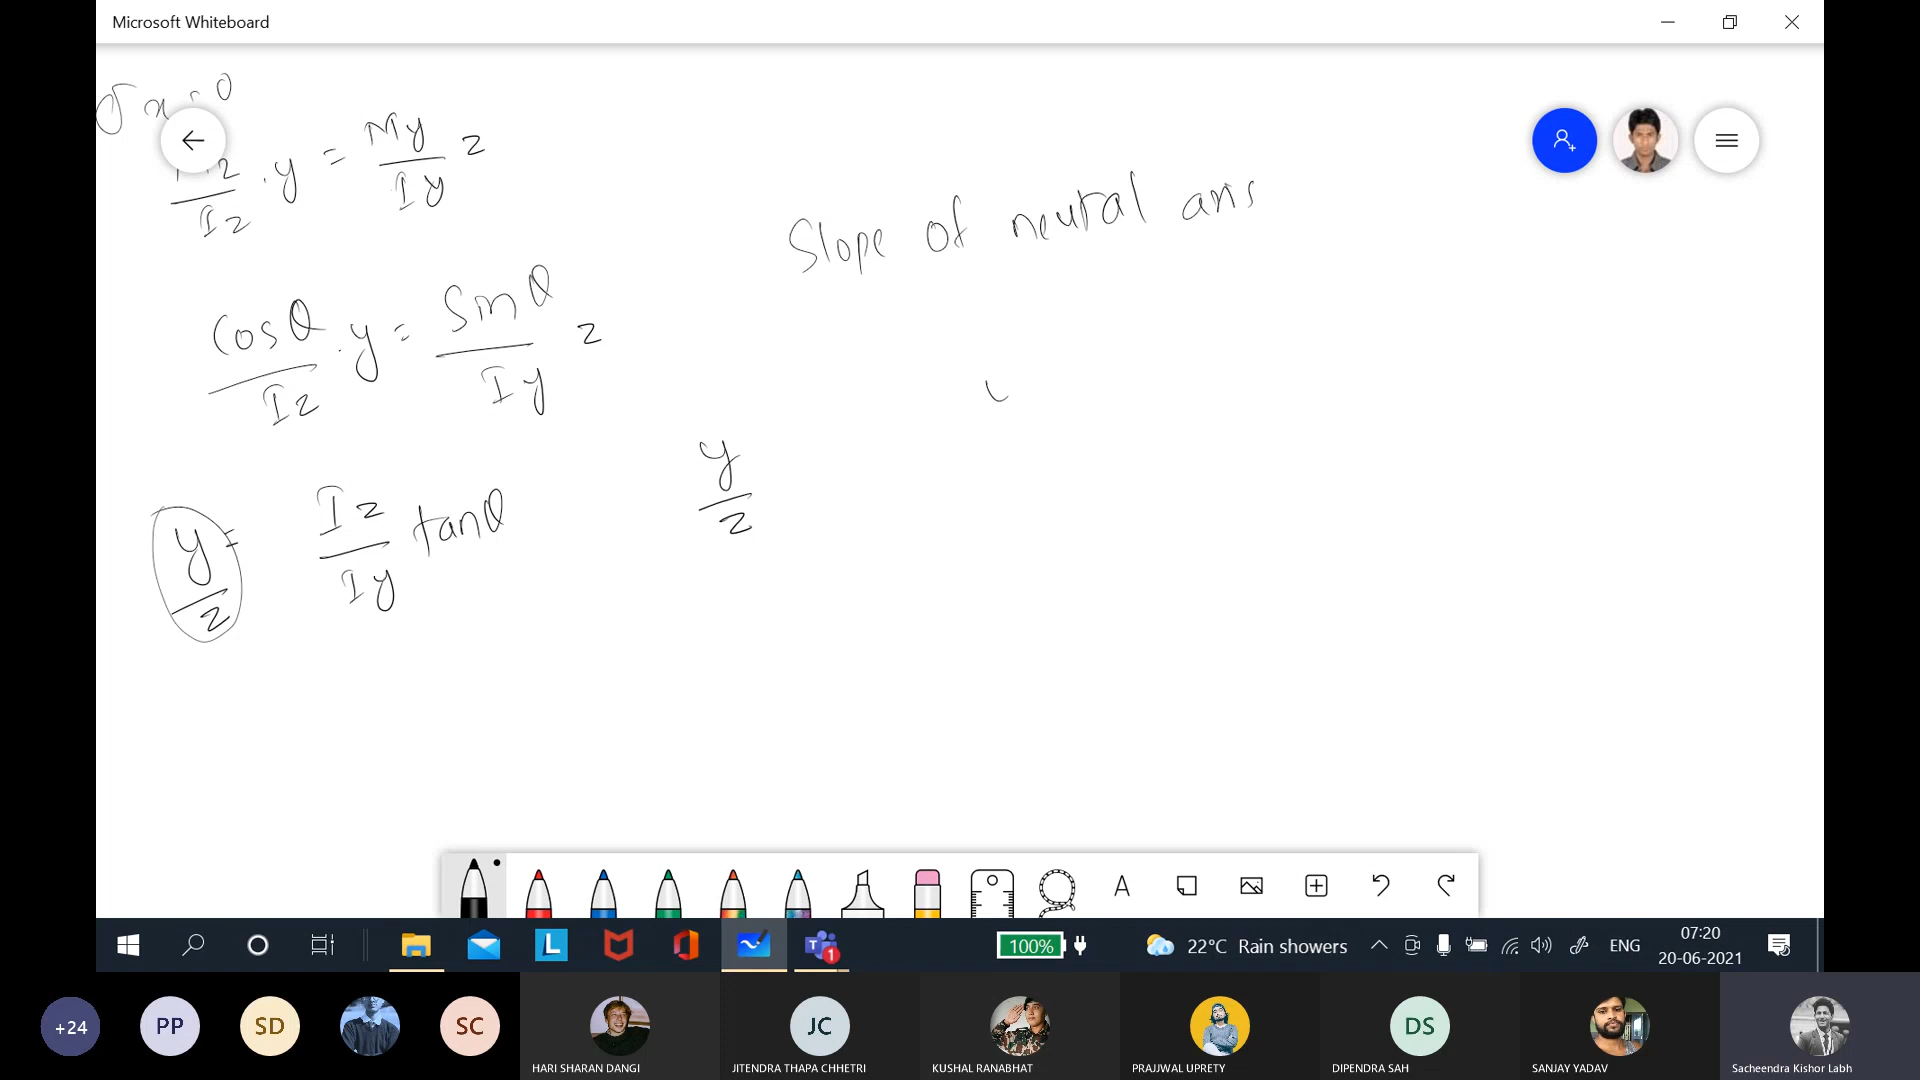 Microsoft Whiteboard
σx = 0
z/Iz . y = My/Iy z
Slope of neutral axis
Cosθ/Iz . y = Sinθ/Iy z
y/z = Iz/Iy tanθ
y/z
100%
22°C Rain showers
ENG
07:20
20-06-2021
1
+24
PP
SD
SC
JC
DS
HARI SHARAN DANGI
JITENDRA THAPA CHHETRI
KUSHAL RANABHAT
PRAJJWAL UPRETY
DIPENDRA SAH
SANJAY YADAV
Sacheendra Kishor Labh